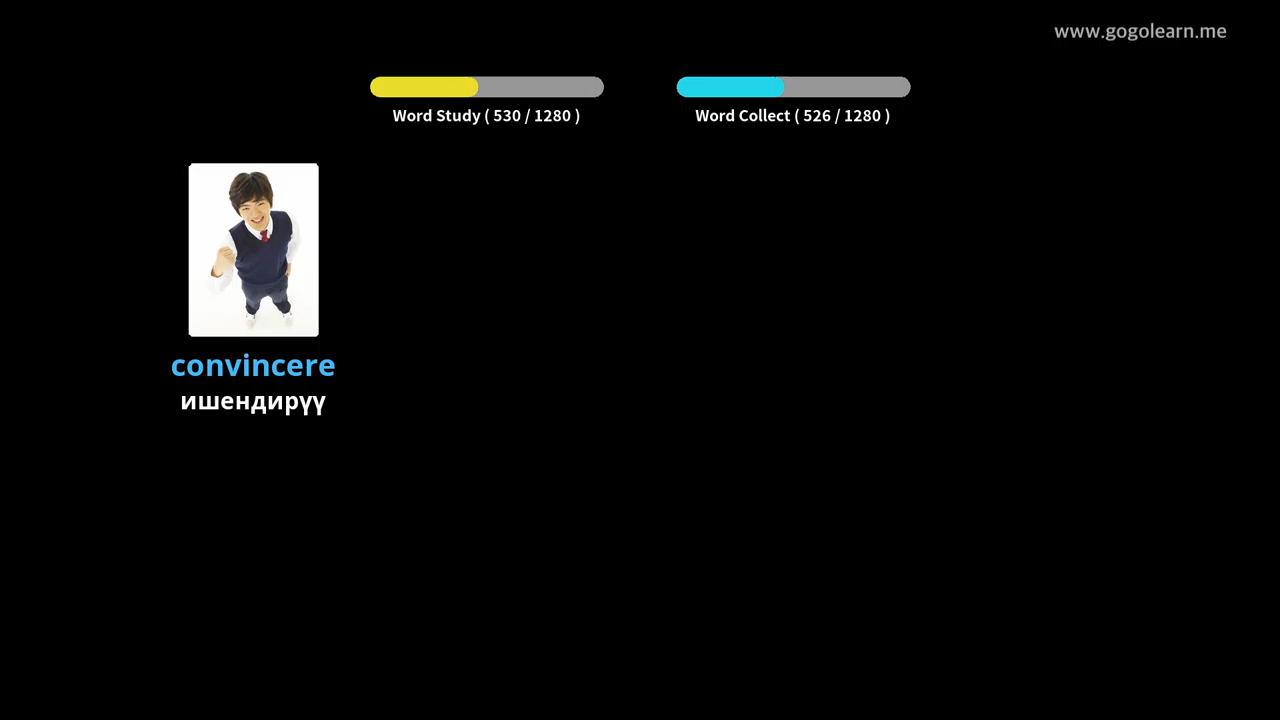 www.gogolearn.me
Word Study ( 530 / 1280 )
Word Collect ( 526 / 1280 )
convincere
ишендирүү